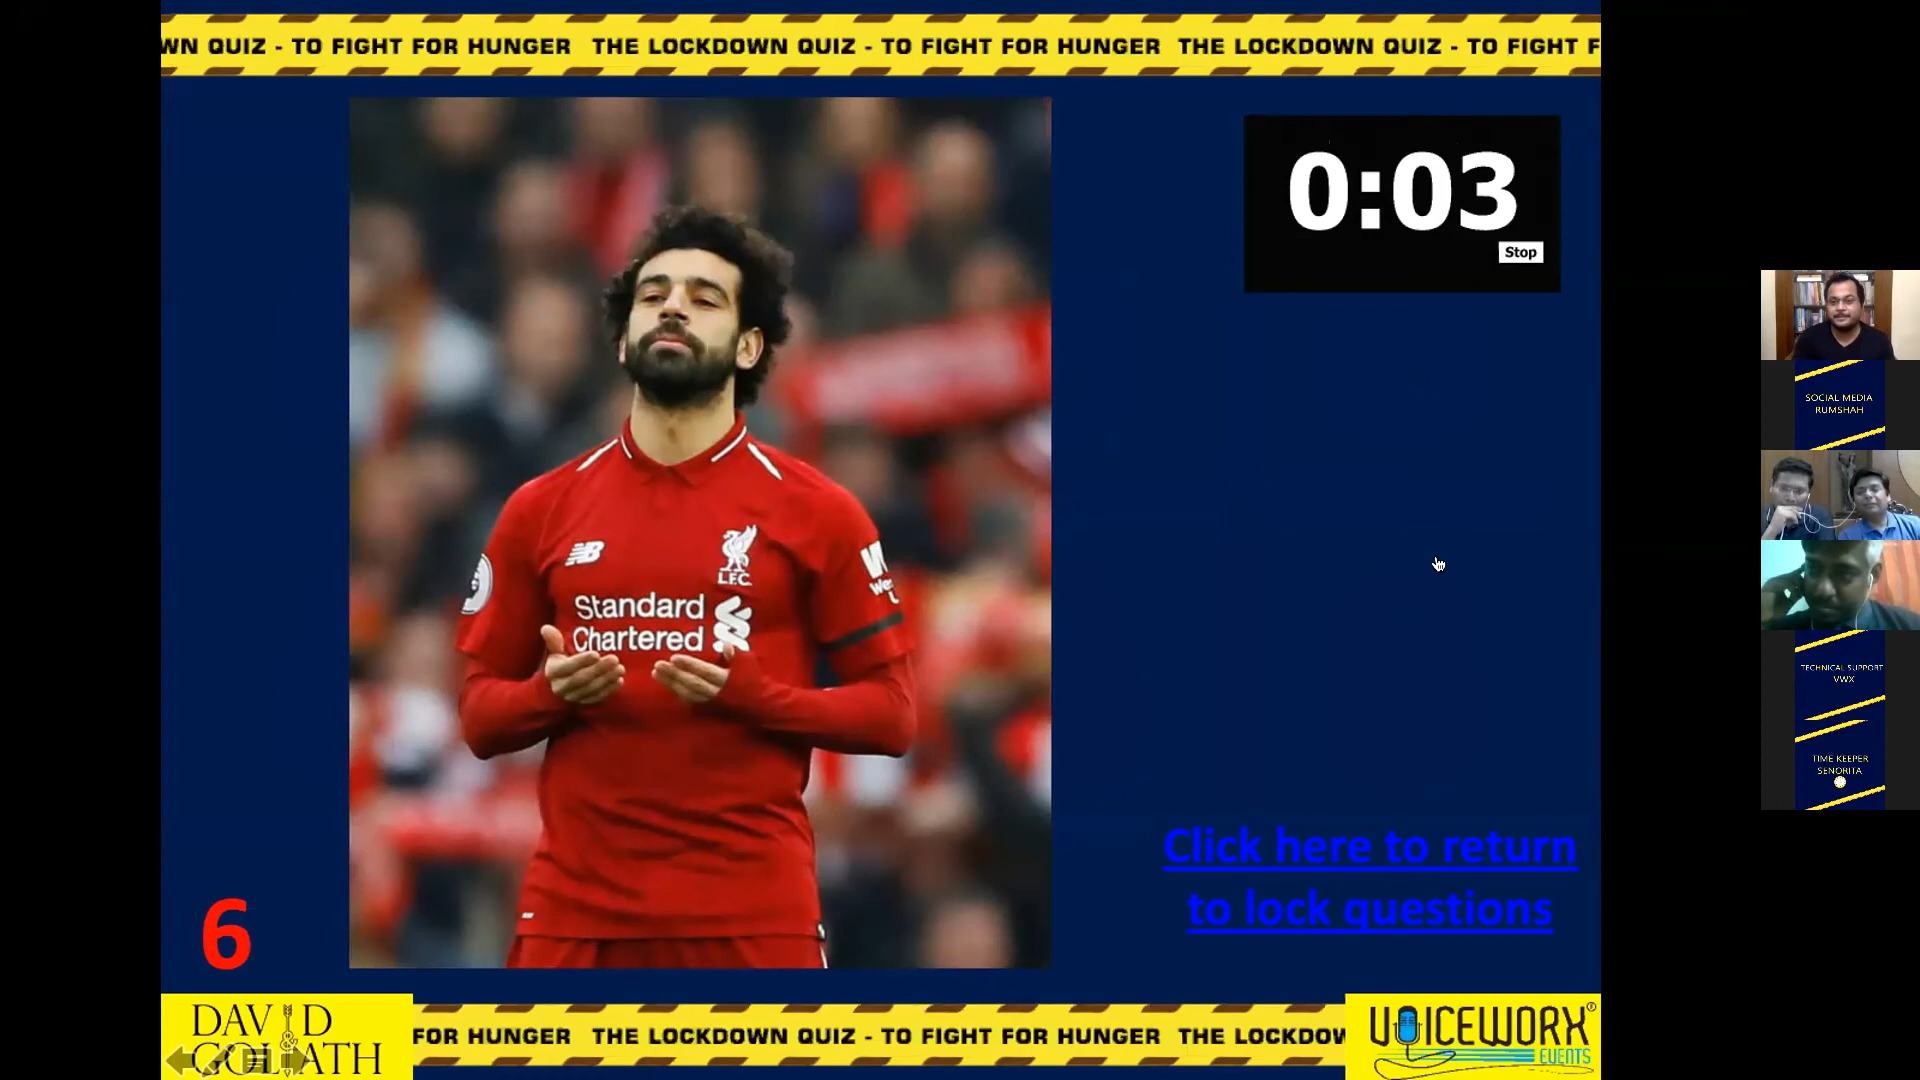 WN QUIZ - TO FIGHT FOR HUNGER THE LOCKDOWN QUIZ - TO FIGHT FOR HUNGER THE LOCKDOWN QUIZ - TO FIGHT F
0:03
Stop
L.F.C.
Standard
Chartered
SOCIAL MEDIA
RUMSHAH
TECHNICAL SUPPORT
VWX
TIME KEEPER
SENORITA
Click here to return
to lock questions
6
DAVID
&
GOLIATH
FOR HUNGER THE LOCKDOWN QUIZ - TO FIGHT FOR HUNGER THE LOCKDOW
VOICEWORX®
EVENTS